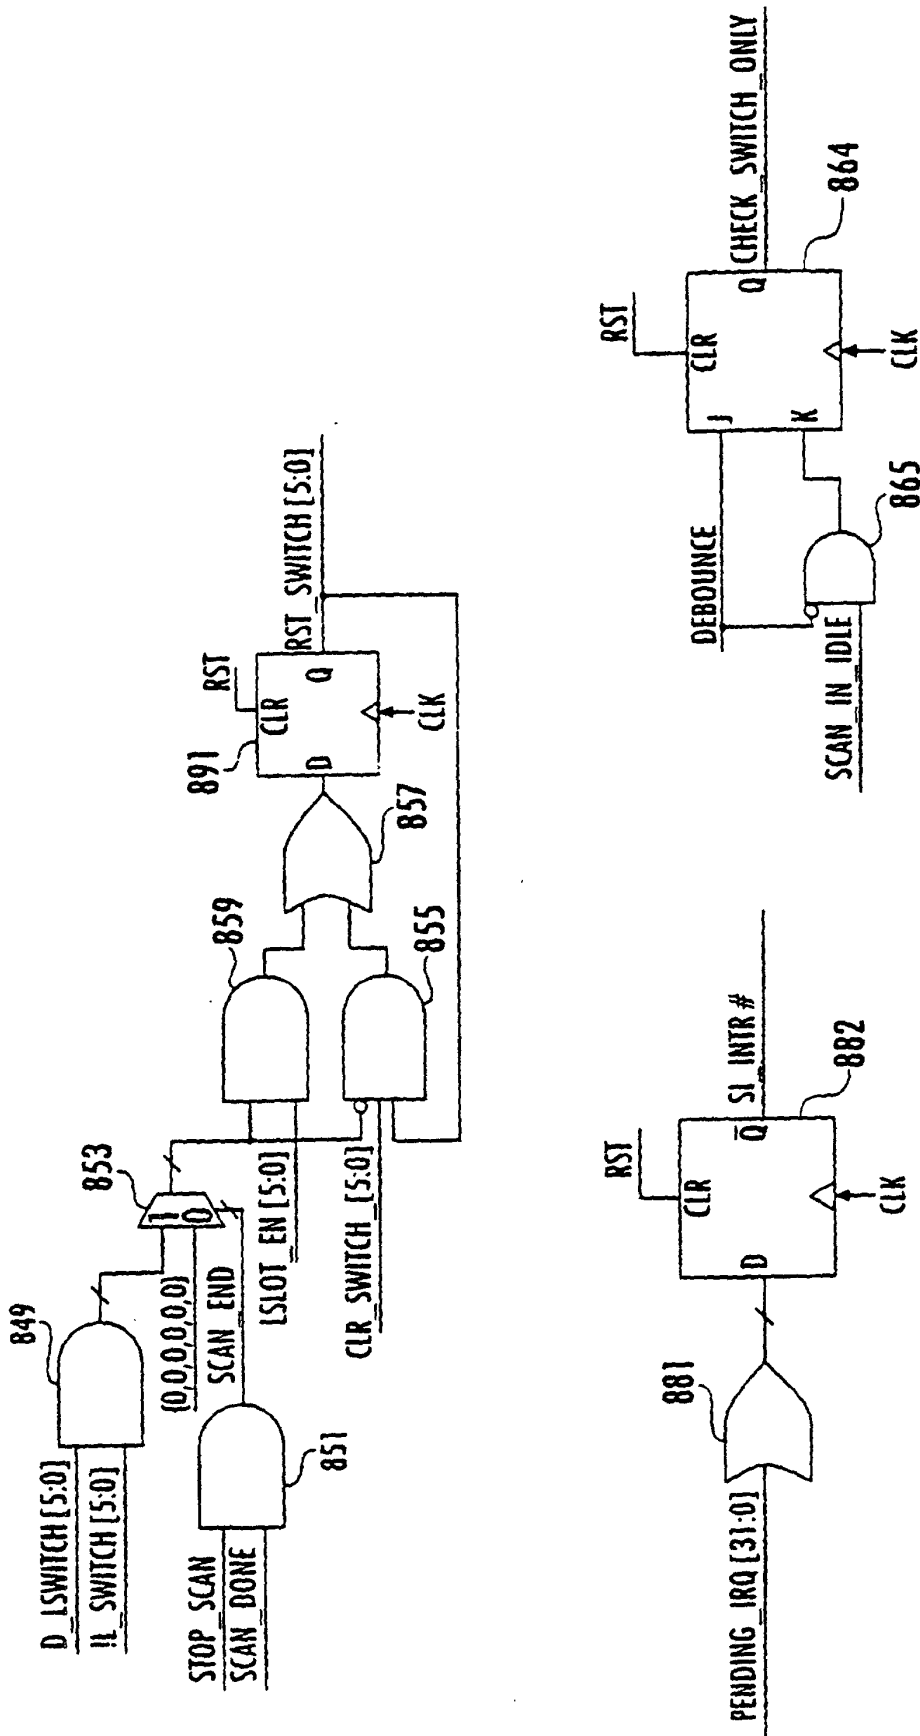 D_LSWITCH [5:0]
!L_SWITCH [5:0]
849
{0,0,0,0,0,0}
853
1
0
SCAN_END
STOP_SCAN
SCAN_DONE
851
LSLOT_EN [5:0]
CLR_SWITCH_[5:0]
859
855
857
891
RST
CLR
D
Q
RST_SWITCH [5:0]
CLK
PENDING_IRQ [31:0]
881
RST
CLR
D
Q
SI_INTR#
882
CLK
DEBOUNCE
SCAN_IN_IDLE
865
RST
CLR
J
K
Q
CHECK_SWITCH_ONLY
864
CLK